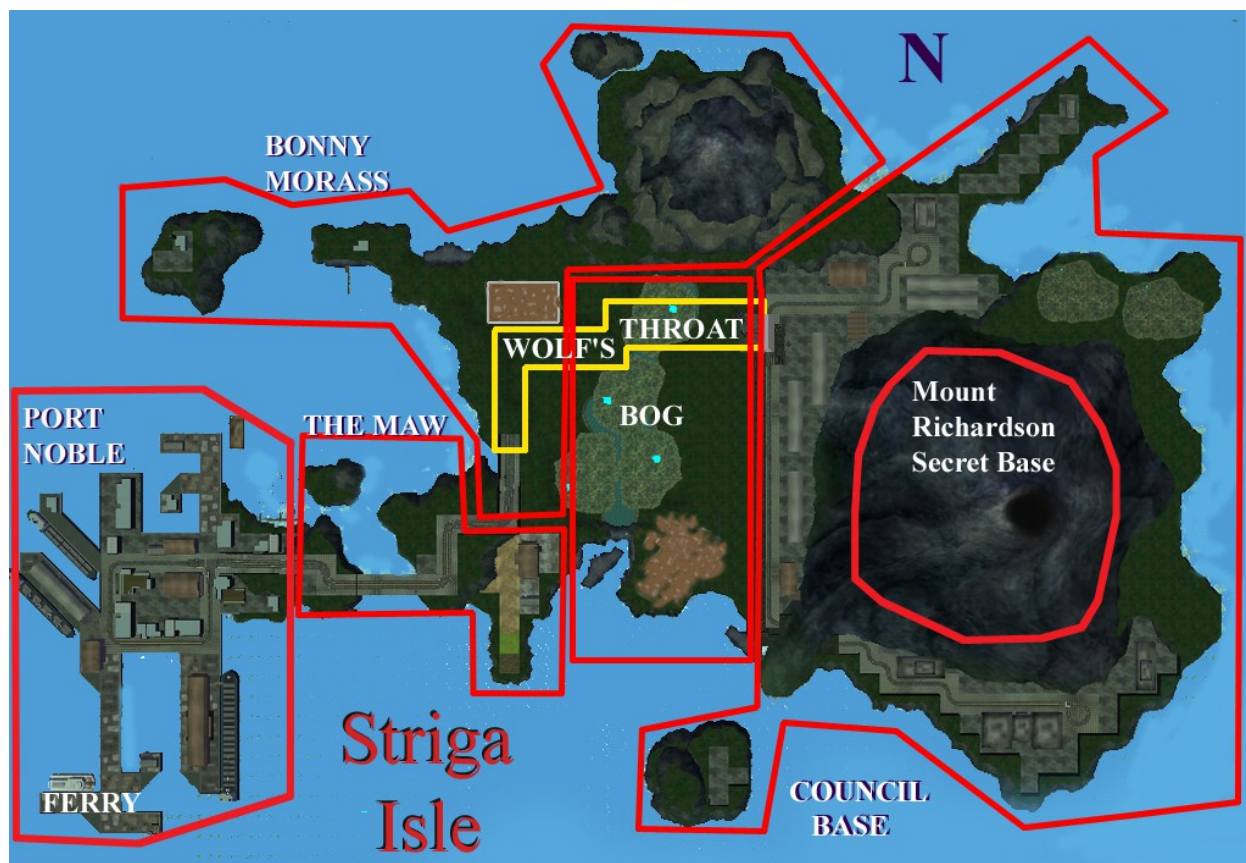 N
BONNY
MORASS
WOLF'S THROAT
PORT
NOBLE
THE MAW
BOG
Mount
Richardson
Secret Base
Striga
Isle
FERRY
COUNCIL
BASE